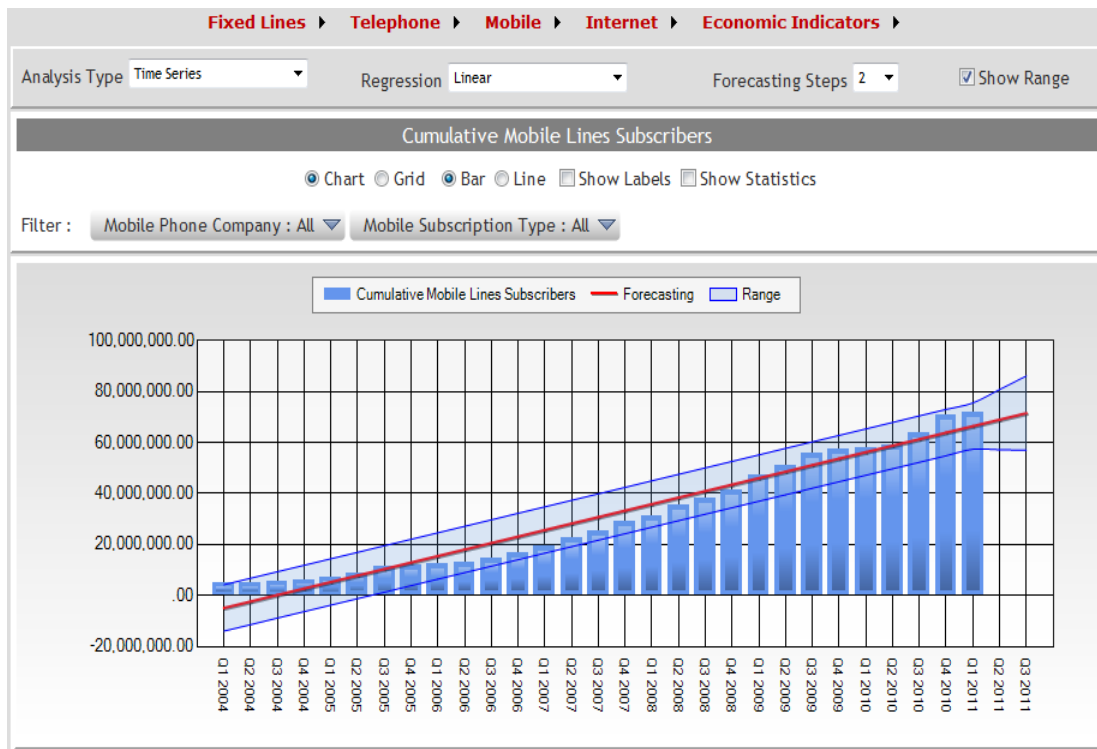 Fixed Lines Telephone Mobile Internet Economic Indicators
Analysis Type Time Series Regression Linear Forecasting Steps 2 Show Range
Cumulative Mobile Lines Subscribers
Chart Grid Bar Line Show Labels Show Statistics
Filter : Mobile Phone Company : All Mobile Subscription Type : All
Cumulative Mobile Lines Subscribers Forecasting Range
100,000,000.00
80,000,000.00
60,000,000.00
40,000,000.00
20,000,000.00
.00
-20,000,000.00
Q1 2004
Q2 2004
Q3 2004
Q4 2004
Q1 2005
Q2 2005
Q3 2005
Q4 2005
Q1 2006
Q2 2006
Q3 2006
Q4 2006
Q1 2007
Q2 2007
Q3 2007
Q4 2007
Q1 2008
Q2 2008
Q3 2008
Q4 2008
Q1 2009
Q2 2009
Q3 2009
Q4 2009
Q1 2010
Q2 2010
Q3 2010
Q4 2010
Q1 2011
Q2 2011
Q3 2011